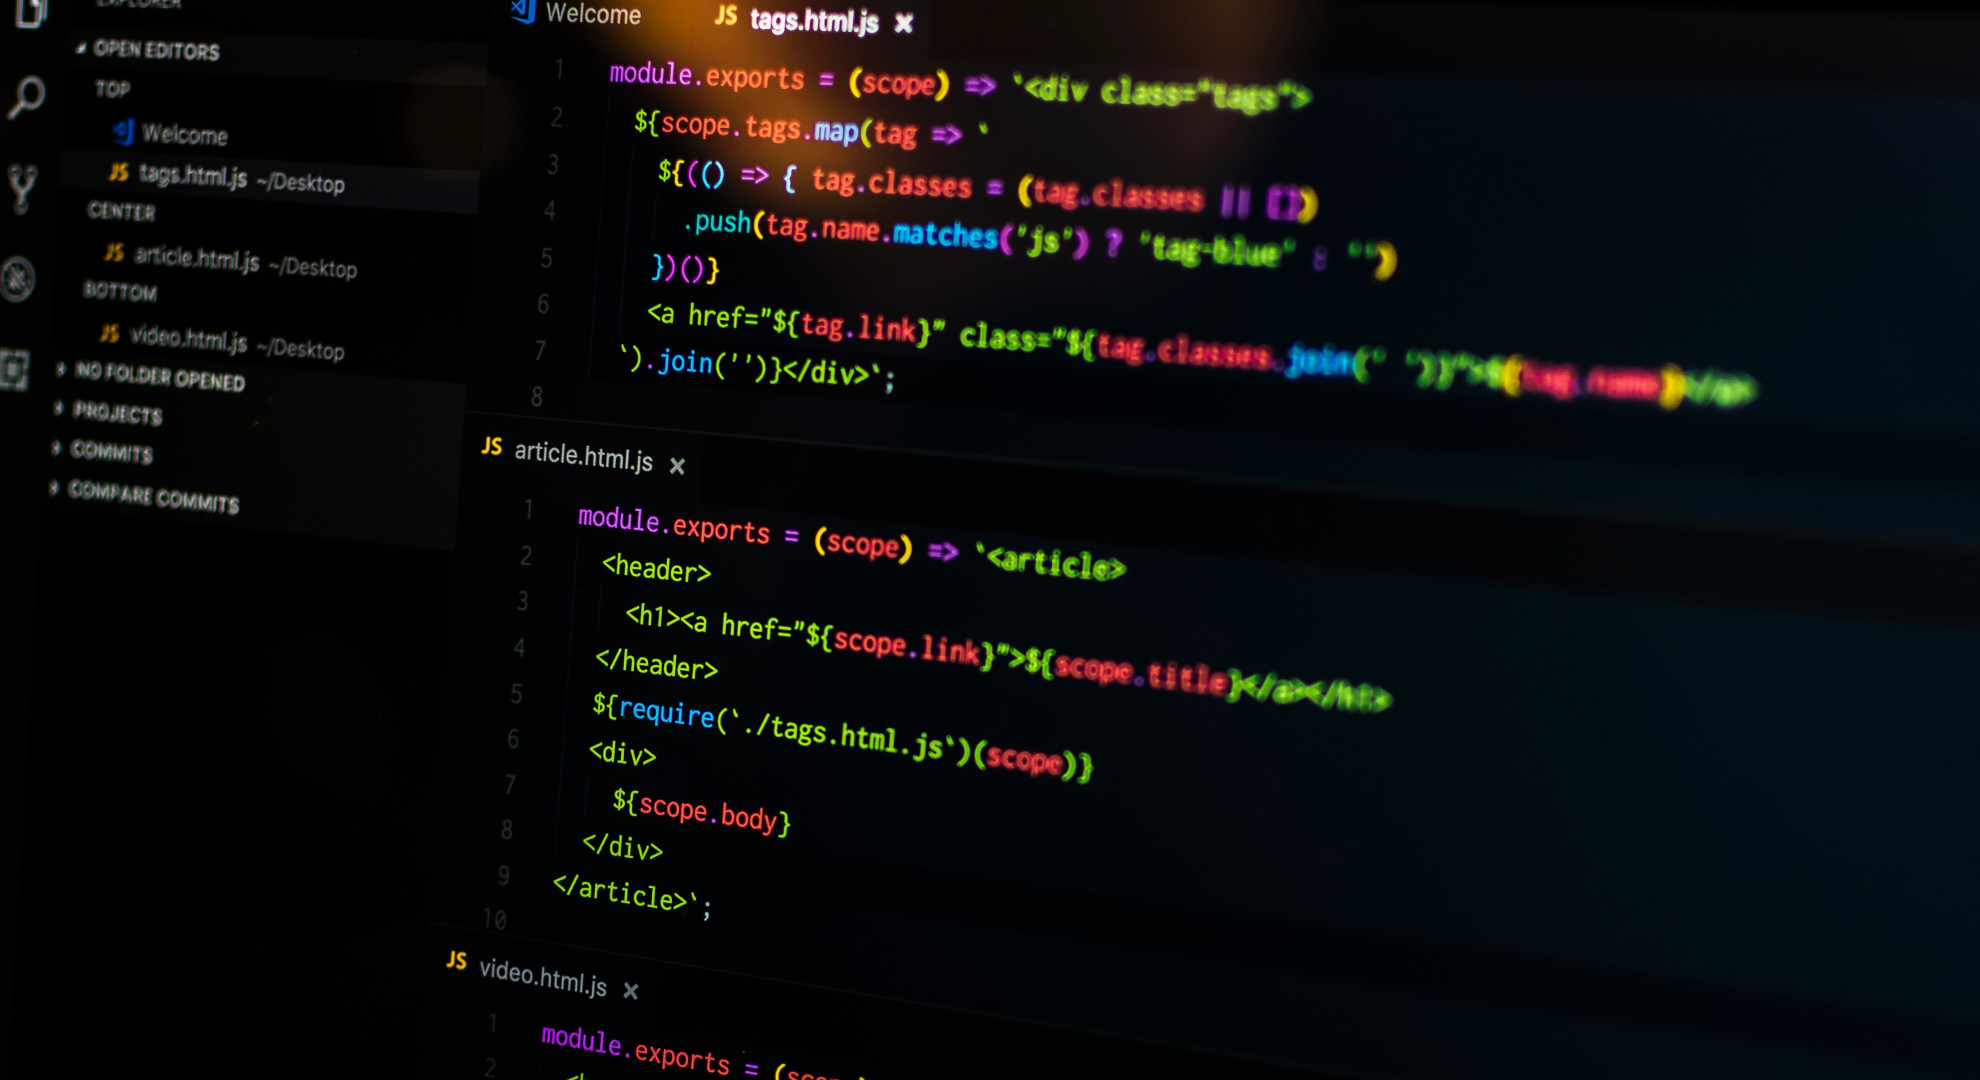 EXPLORER
OPEN EDITORS
TOP
Welcome
JS tags.html.js ~/Desktop
CENTER
JS article.html.js ~/Desktop
BOTTOM
JS video.html.js ~/Desktop
NO FOLDER OPENED
PROJECTS
COMMITS
COMPARE COMMITS
Welcome JS tags.html.js ×
1 module.exports = (scope) => `<div class="tags">
2 ${scope.tags.map(tag => `
3 ${(() => { tag.classes = (tag.classes || [])
4 .push(tag.name.matches("js") ? "tag-blue" : "")
5 })()}
6 <a href="${tag.link}" class="${tag.classes.join(" ")}">${tag.name}</a>
7 `).join('')}</div>`;
8
JS article.html.js ×
1 module.exports = (scope) => `<article>
2 <header>
3 <h1><a href="${scope.link}">${scope.title}</a></h1>
4 </header>
5 ${require(`./tags.html.js`)(scope)}
6 <div>
7 ${scope.body}
8 </div>
9 </article>`;
10
JS video.html.js ×
1 module.exports = (scope)
2